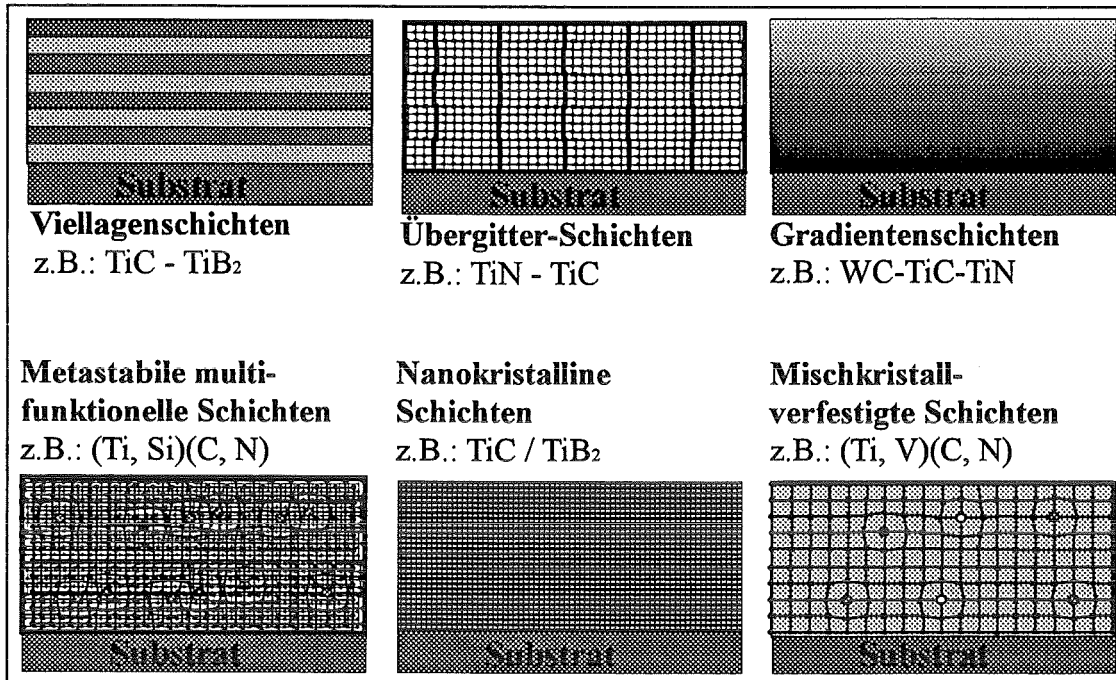 Substrat
Viellagenschichten
z.B.: TiC - TiB₂
Substrat
Übergitter-Schichten
z.B.: TiN - TiC
Gradientenschichten
z.B.: WC-TiC-TiN
Metastabile multi-
funktionelle Schichten
z.B.: (Ti, Si)(C, N)
Substrat
Nanokristalline
Schichten
z.B.: TiC / TiB₂
Substrat
Mischkristall-
verfestigte Schichten
z.B.: (Ti, V)(C, N)
Substrat